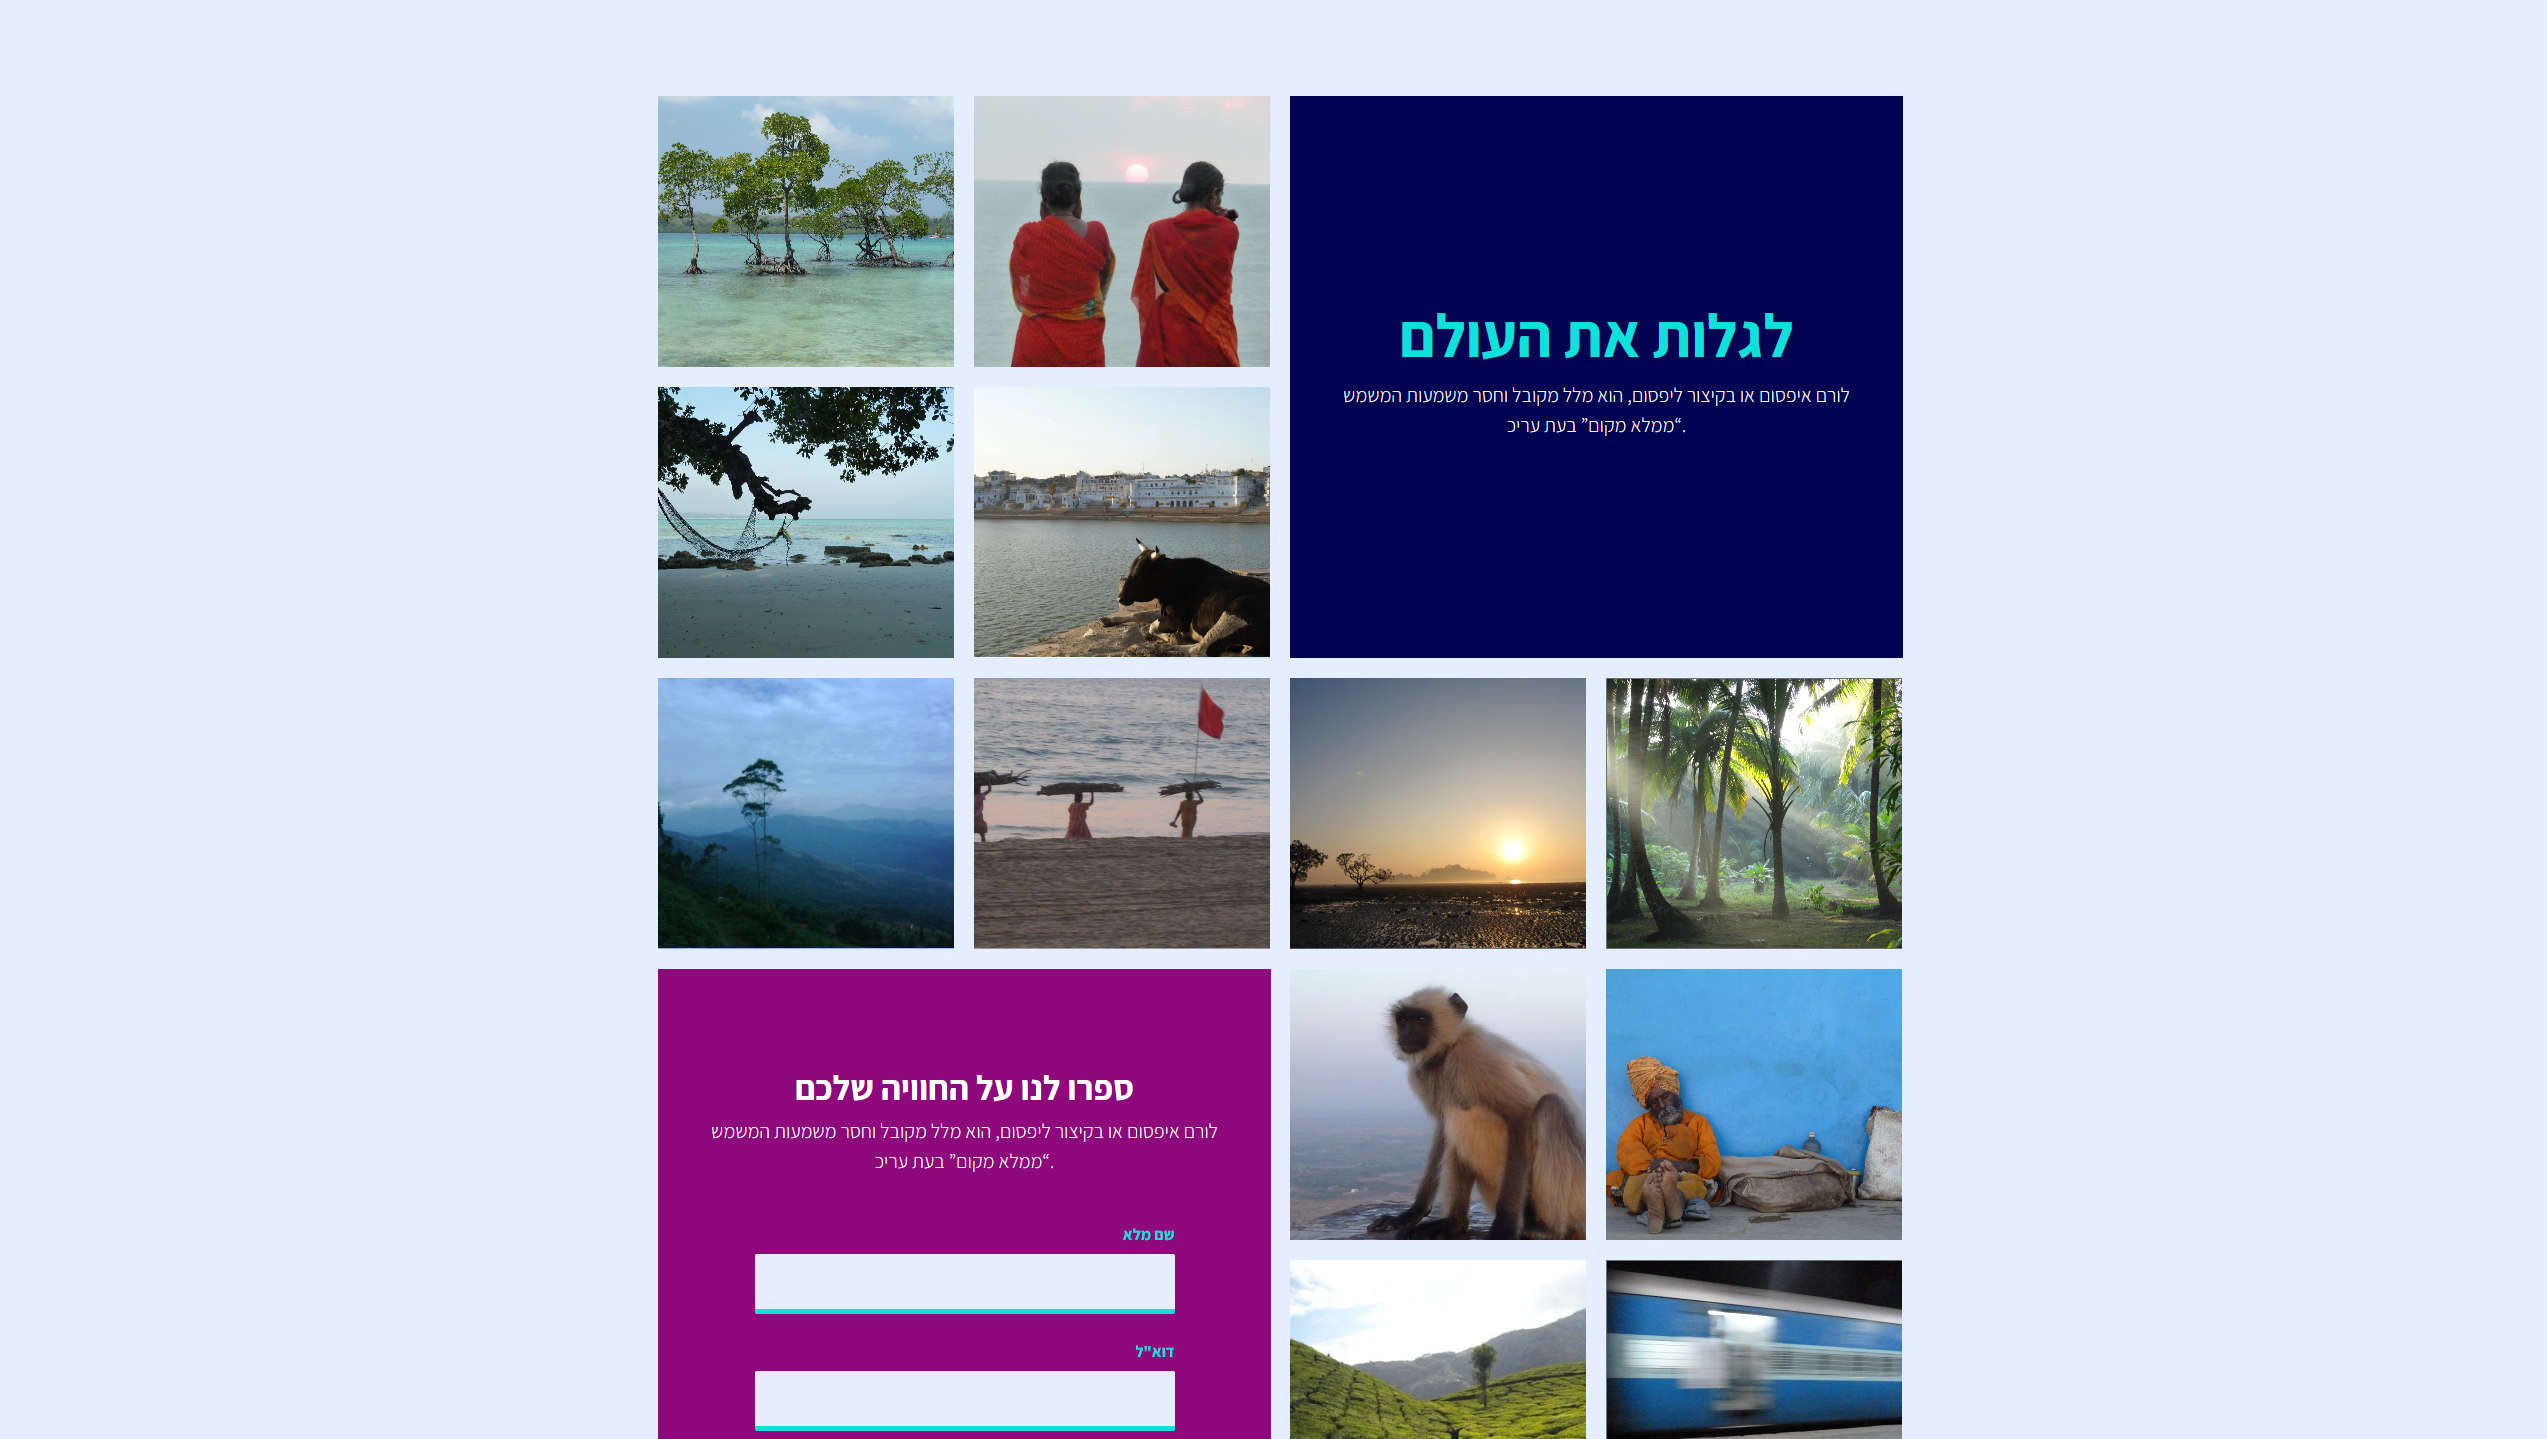 לגלות את העולם
לורם איפסום או בקיצור ליפסום, הוא מלל מקובל וחסר משמעות המשמש
"ממלא מקום” בעת עריכ“.
ספרו לנו על החוויה שלכם
לורם איפסום או בקיצור ליפסום, הוא מלל מקובל וחסר משמעות המשמש
"ממלא מקום” בעת עריכ“.
שם מלא
דוא"ל